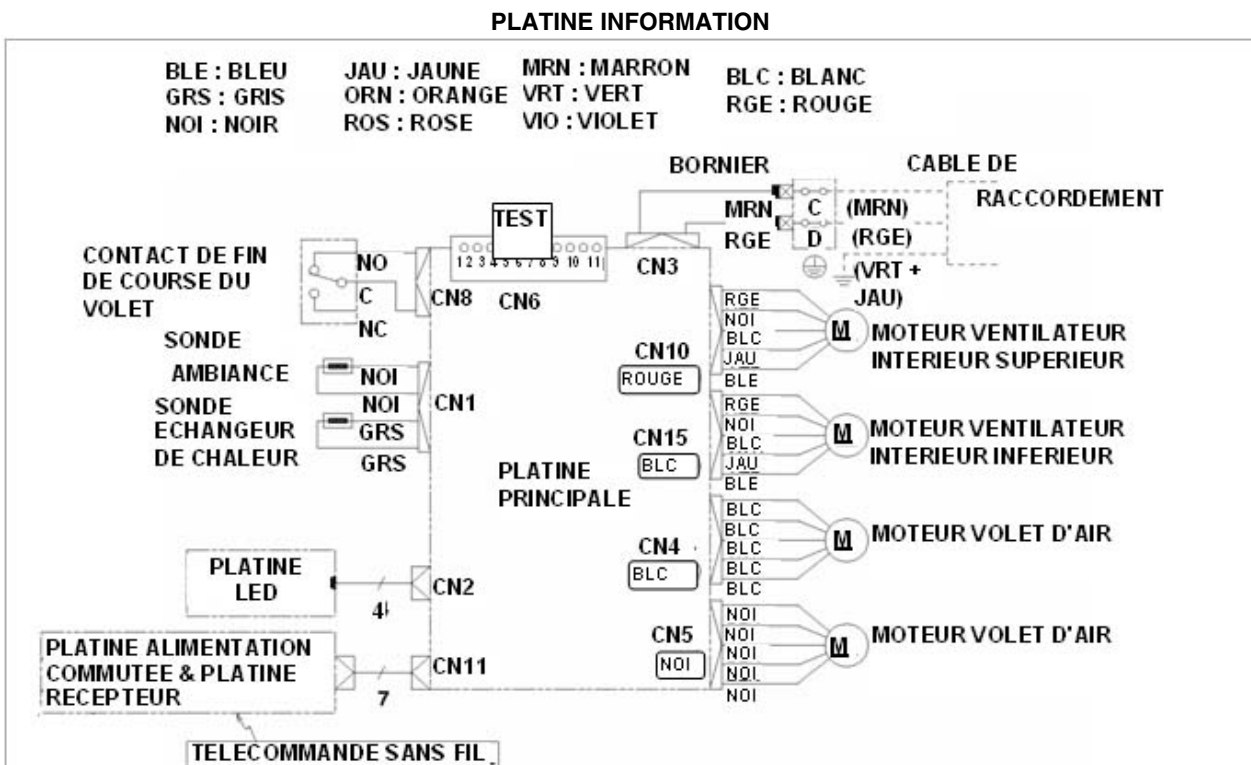 PLATINE INFORMATION
BLE : BLEU JAU : JAUNE MRN : MARRON BLC : BLANC
GRS : GRIS ORN : ORANGE VRT : VERT RGE : ROUGE
NOI : NOIR ROS : ROSE VIO : VIOLET
BORNIER CABLE DE
RACCORDEMENT
MRN C (MRN)
RGE D (RGE)
(VRT +
JAU)
TEST
1 2 3 4 5 6 7 8 9 10 11
CN6
CN3
CONTACT DE FIN
DE COURSE DU
VOLET
NO
C
NC
CN8
SONDE
AMBIANCE
NOI
NOI
CN1
SONDE
ECHANGEUR
DE CHALEUR
GRS
GRS
CN10
ROUGE
RGE
NOI
BLC
JAU
BLE
M
MOTEUR VENTILATEUR
INTERIEUR SUPERIEUR
CN15
BLC
RGE
NOI
BLC
JAU
BLE
M
MOTEUR VENTILATEUR
INTERIEUR INFERIEUR
PLATINE
PRINCIPALE
CN4
BLC
BLC
BLC
BLC
BLC
BLC
M
MOTEUR VOLET D'AIR
PLATINE
LED
4
CN2
CN5
NOI
NOI
NOI
NOI
NOI
NOI
M
MOTEUR VOLET D'AIR
PLATINE ALIMENTATION
COMMUTEE & PLATINE
RECEPTEUR
7
CN11
TELECOMMANDE SANS FIL